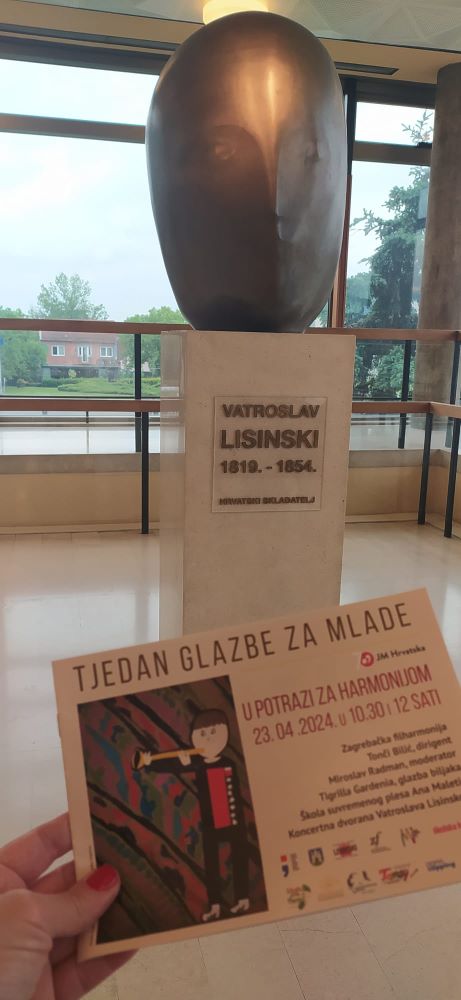 VATROSLAV
LISINSKI
1819. - 1854.
HRVATSKI SKLADATELJ
TJEDAN GLAZBE ZA MLADE
JM Hrvatska
U POTRAZI ZA HARMONIJOM
23.04.2024. u 10.30 i 12 SATI
Zagrebačka filharmonija
Tonči Bilić, dirigent
Miroslav Radman, moderator
Tigrilla Gardenia, glazba biljaka
Škola suvremenog plesa Ana Maleti
Koncertna dvorana Vatroslava Lisinsk